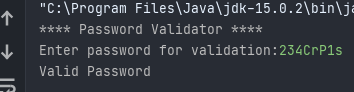 "C:\Program Files\Java\jdk-15.0.2\bin\ja
**** Password Validator ****
Enter password for validation:234CrP1s
Valid Password